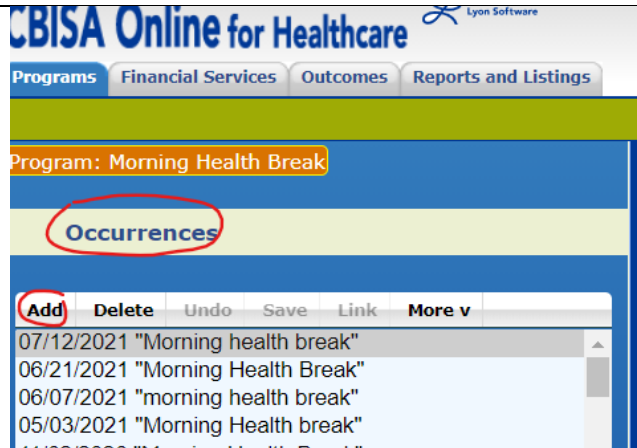 CBISA Online for Healthcare
Lyon Software
Programs Financial Services Outcomes Reports and Listings
Program: Morning Health Break
Occurrences
Add Delete Undo Save Link More v
07/12/2021 "Morning health break"
06/21/2021 "Morning Health Break"
06/07/2021 "morning health break"
05/03/2021 "Morning Health break"